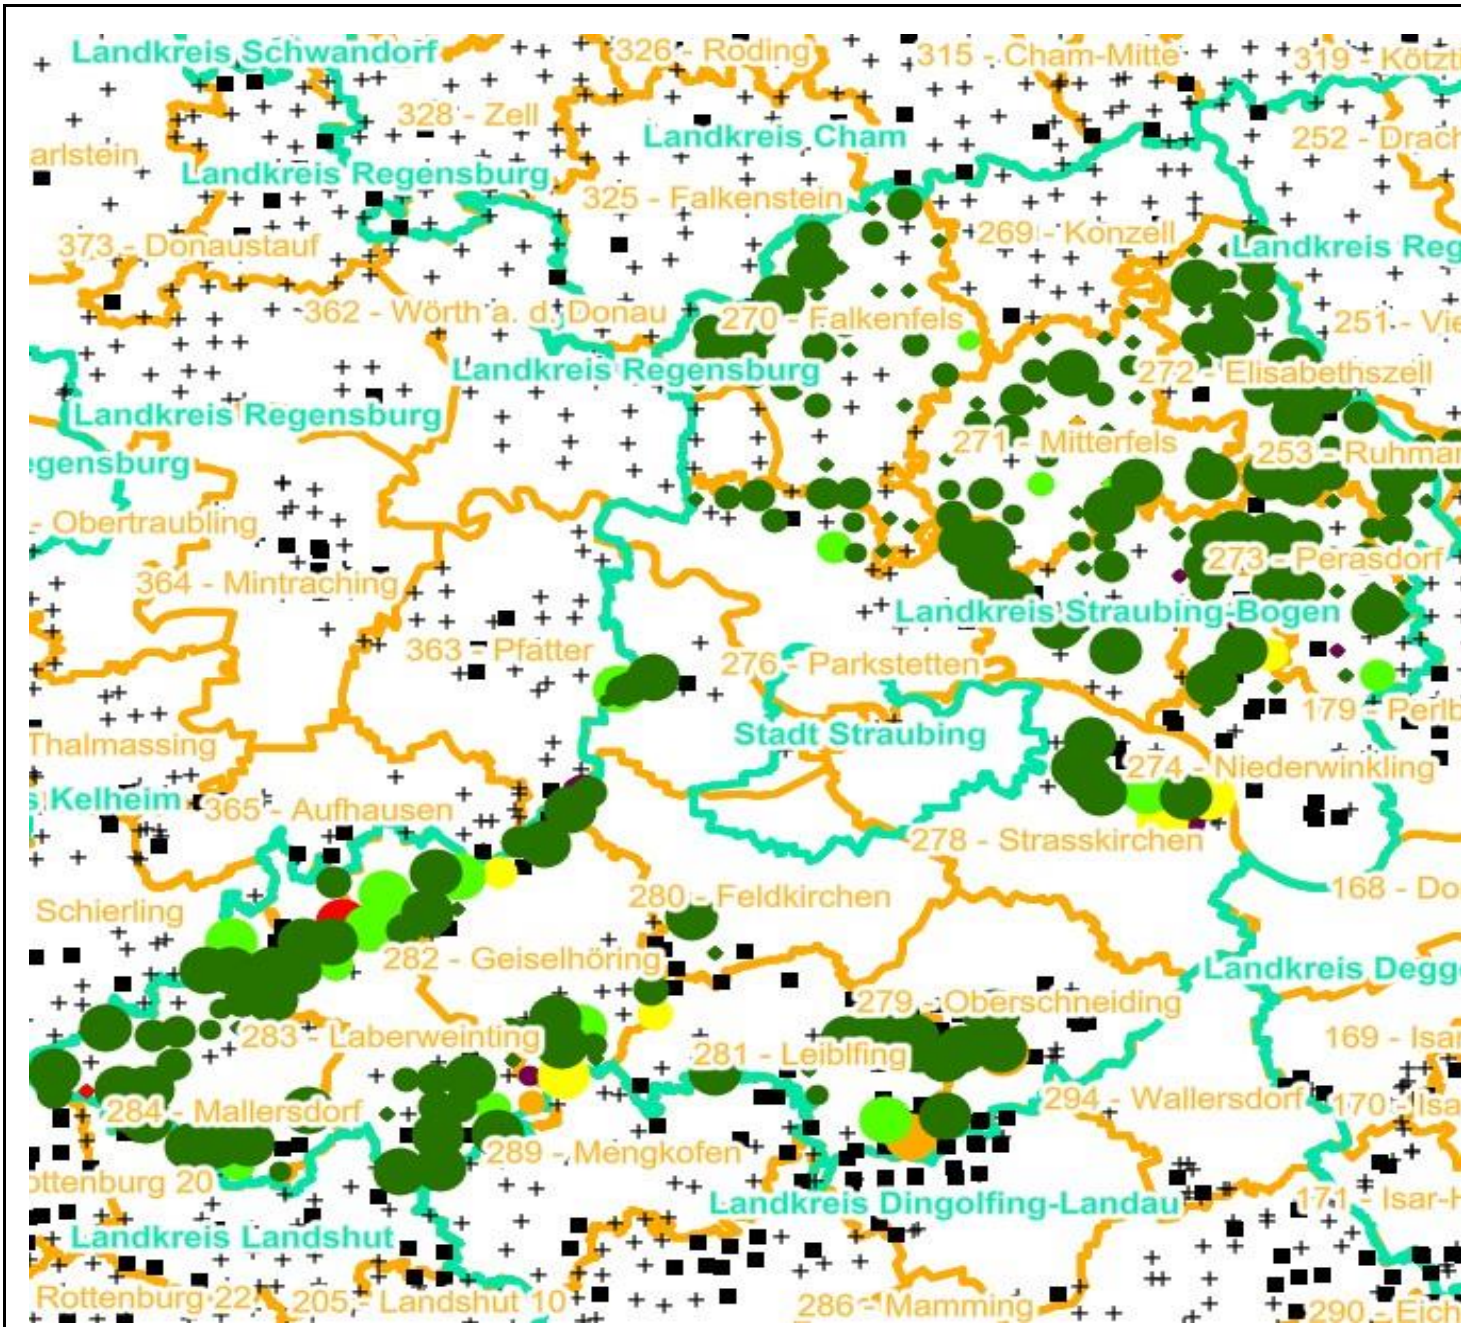 Landkreis Schwandorf
326 - Roding
315 - Cham-Mitte
319 - Kötzti
328 - Zell
Landkreis Cham
252 - Drach
arlstein
Landkreis Regensburg
325 - Falkenstein
269 - Konzell
373 - Donaustauf
Landkreis Reg
362 - Wörth a. d. Donau
270 - Falkenfels
251 - Vie
Landkreis Regensburg
272 - Elisabethszell
Landkreis Regensburg
271 - Mitterfels
253 - Ruhmar
egensburg
- Obertraubling
273 - Perasdorf
364 - Mintraching
Landkreis Straubing-Bogen
363 - Pfatter
276 - Parkstetten
179 - Perlb
Thalmassing
Stadt Straubing
274 - Niederwinkling
s Kelheim
365 - Aufhausen
278 - Strasskirchen
280 - Feldkirchen
168 - Do
Schierling
282 - Geiselhöring
Landkreis Degge
279 - Oberschneiding
283 - Laberweinting
169 - Isar
281 - Leiblfing
284 - Mallersdorf
294 - Wallersdorf
170 - Isa
289 - Mengkofen
ottenburg 20
Landkreis Dingolfing-Landau
171 - Isar-H
Landkreis Landshut
Rottenburg 22
205 - Landshut 10
286 - Mamming
290 - Eich